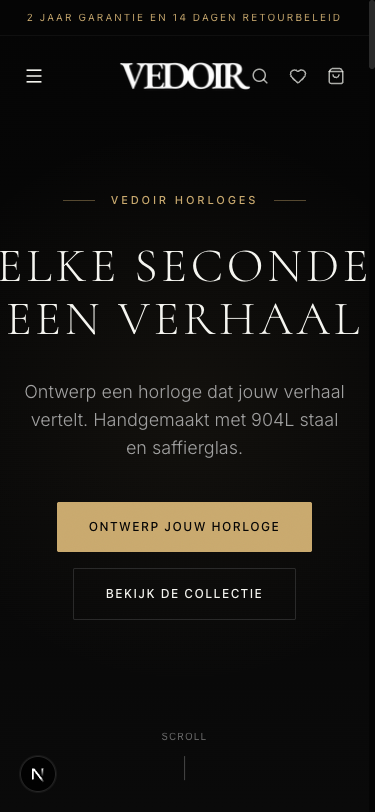 2 JAAR GARANTIE EN 14 DAGEN RETOURBELEID
VEDOIR
VEDOIR HORLOGES
ELKE SECONDE
EEN VERHAAL
Ontwerp een horloge dat jouw verhaal
vertelt. Handgemaakt met 904L staal
en saffierglas.
ONTWERP JOUW HORLOGE
BEKIJK DE COLLECTIE
SCROLL
N